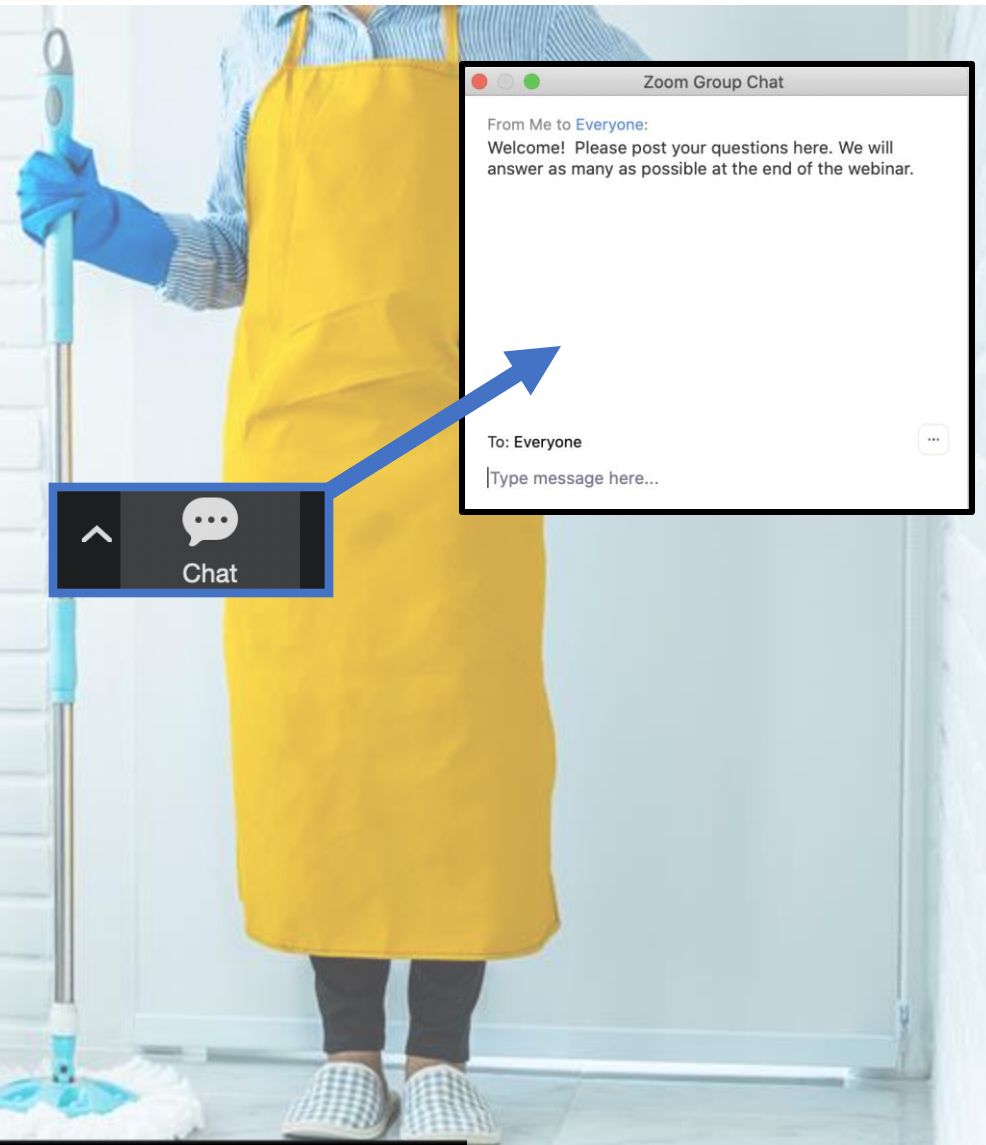 Zoom Group Chat
From Me to Everyone:
Welcome!  Please post your questions here. We will
answer as many as possible at the end of the webinar.
To: Everyone
Type message here...
Chat